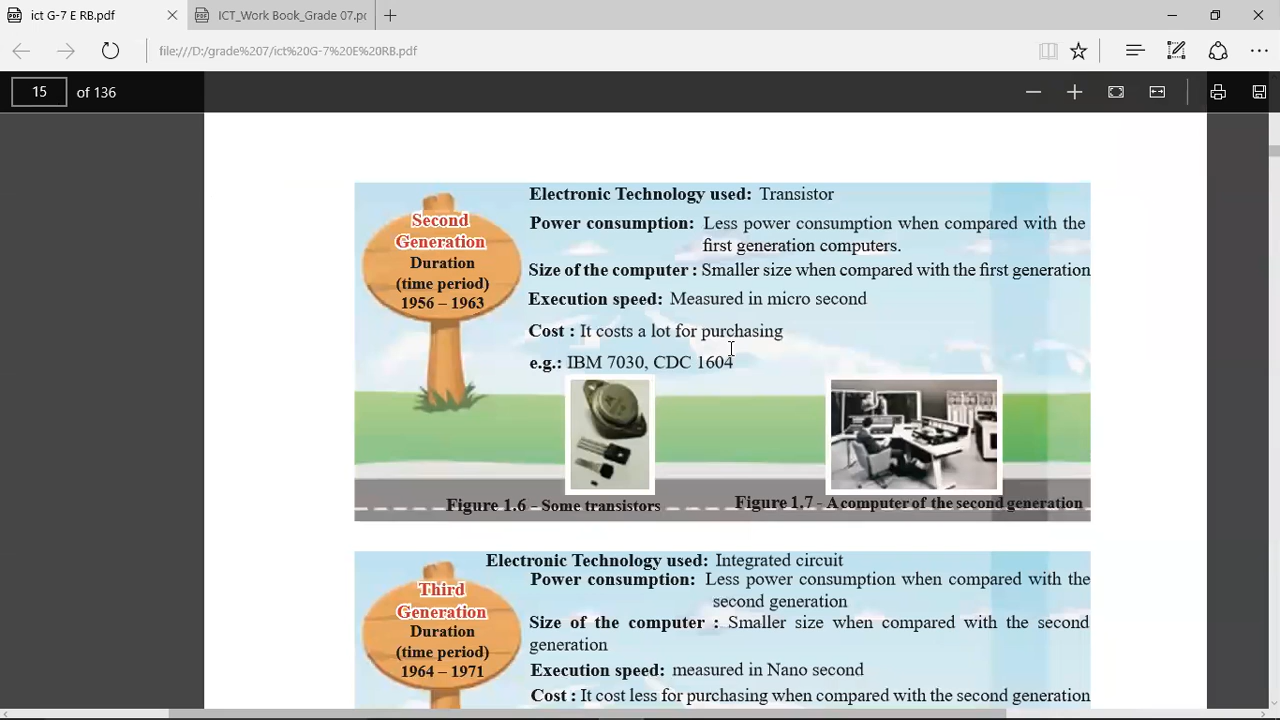 ict G-7 E RB.pdf
ICT_Work Book_Grade 07.pc
file:///D:/grade%207/ict%20G-7%20E%20RB.pdf
15 of 136
Second
Generation
Duration
(time period)
1956 – 1963
Electronic Technology used: Transistor
Power consumption: Less power consumption when compared with the
first generation computers.
Size of the computer : Smaller size when compared with the first generation
Execution speed: Measured in micro second
Cost : It costs a lot for purchasing
e.g.: IBM 7030, CDC 1604
Figure 1.6 - Some transistors
Figure 1.7 - A computer of the second generation
Third
Generation
Duration
(time period)
1964 – 1971
Electronic Technology used: Integrated circuit
Power consumption: Less power consumption when compared with the
second generation
Size of the computer : Smaller size when compared with the second
generation
Execution speed: measured in Nano second
Cost : It cost less for purchasing when compared with the second generation